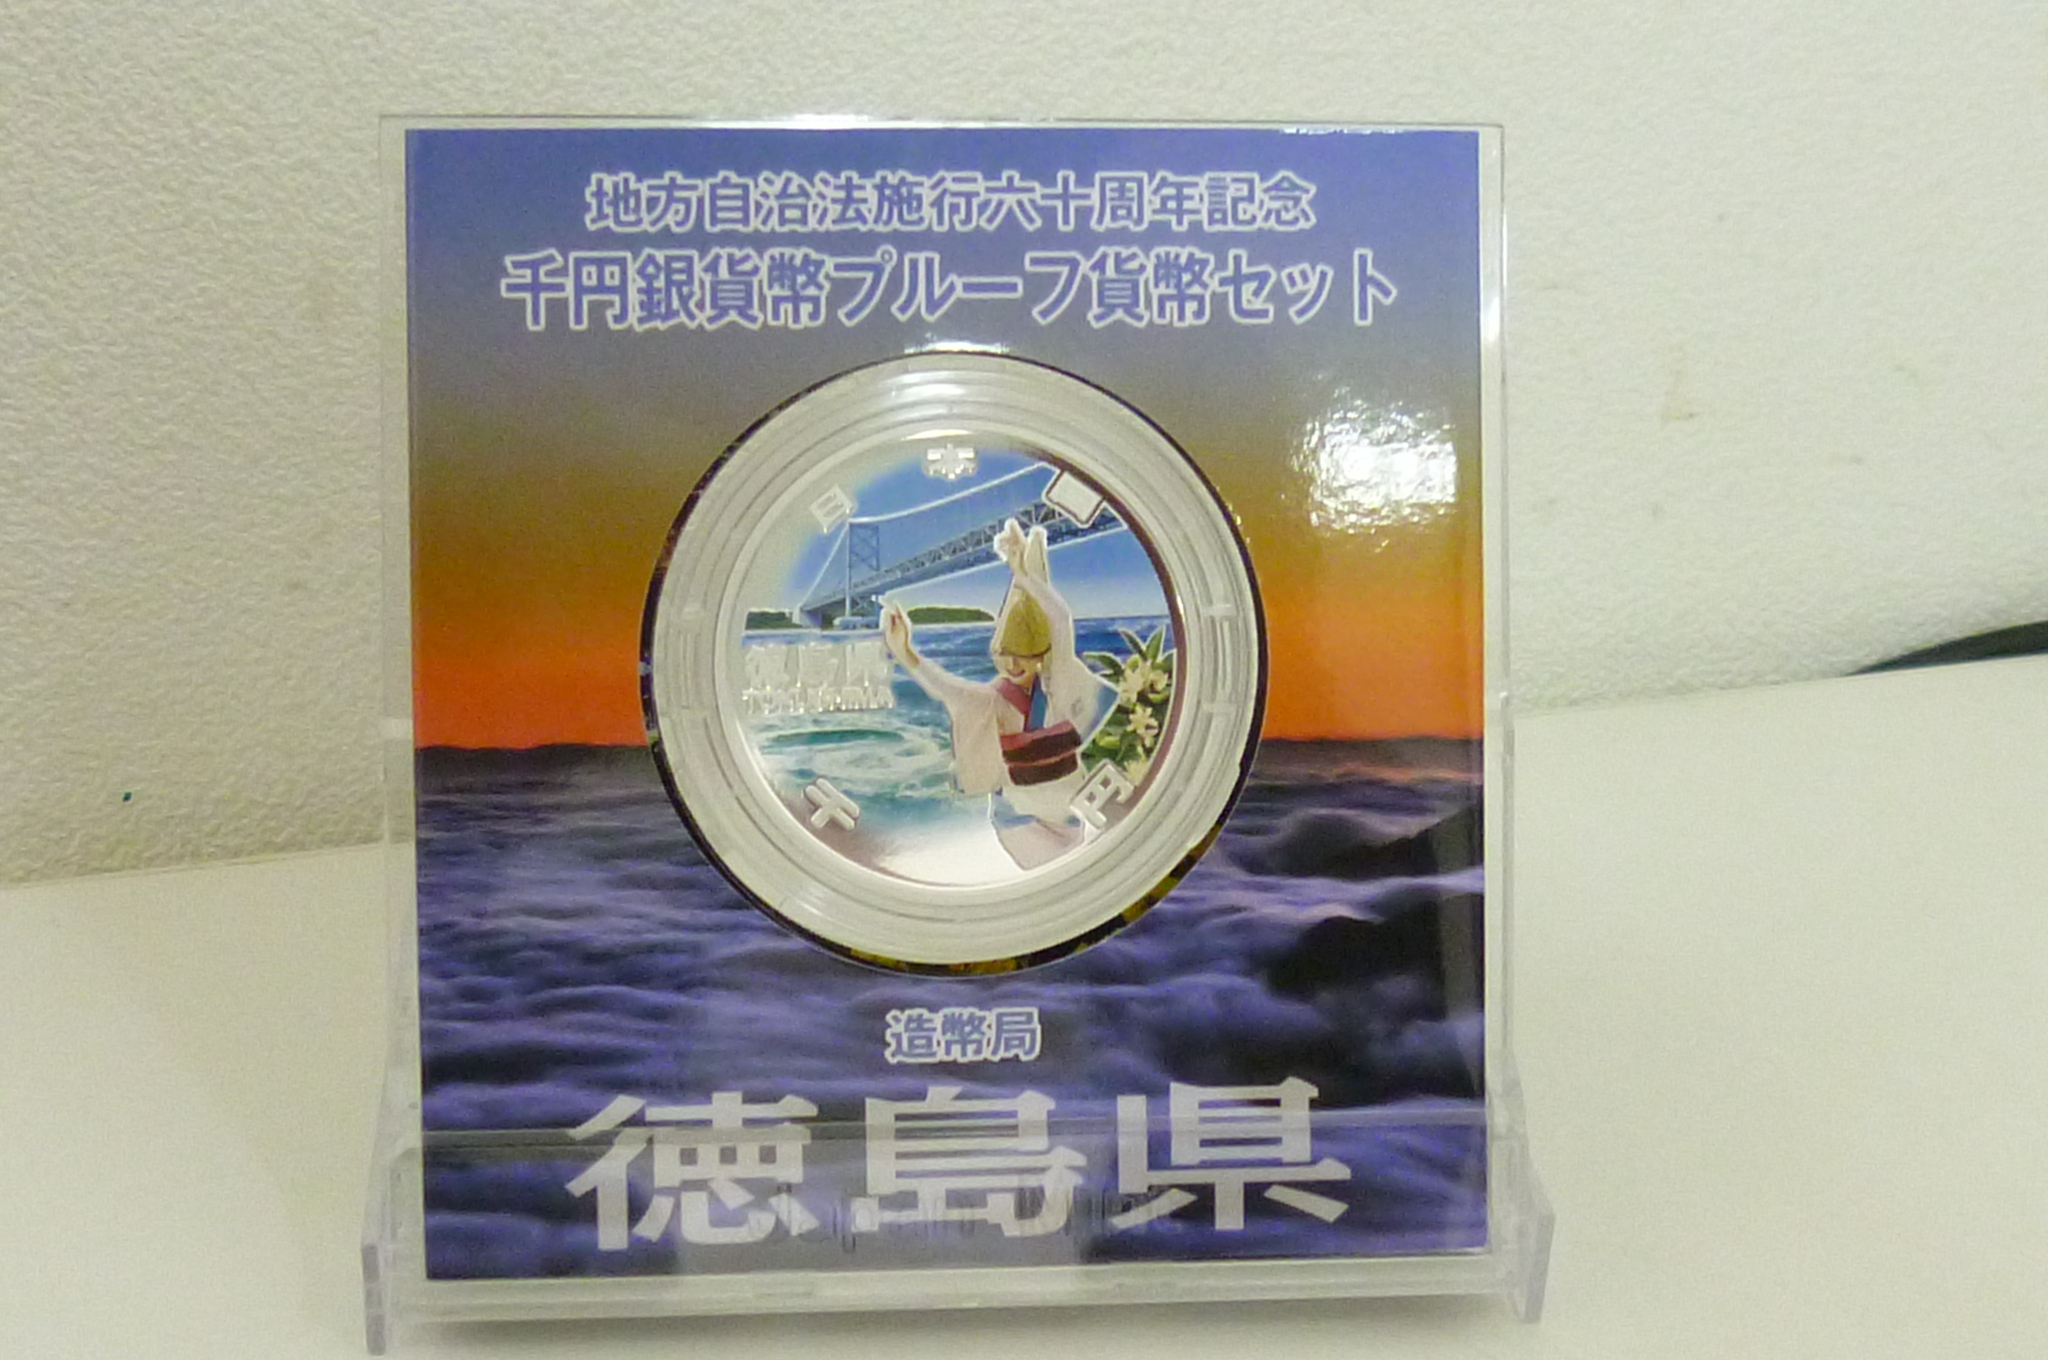 地方自治法施行六十周年記念
千円銀貨幣プルーフ貨幣セット
日本国
徳島県
TOKUSHIMA
千円
造幣局
徳島県